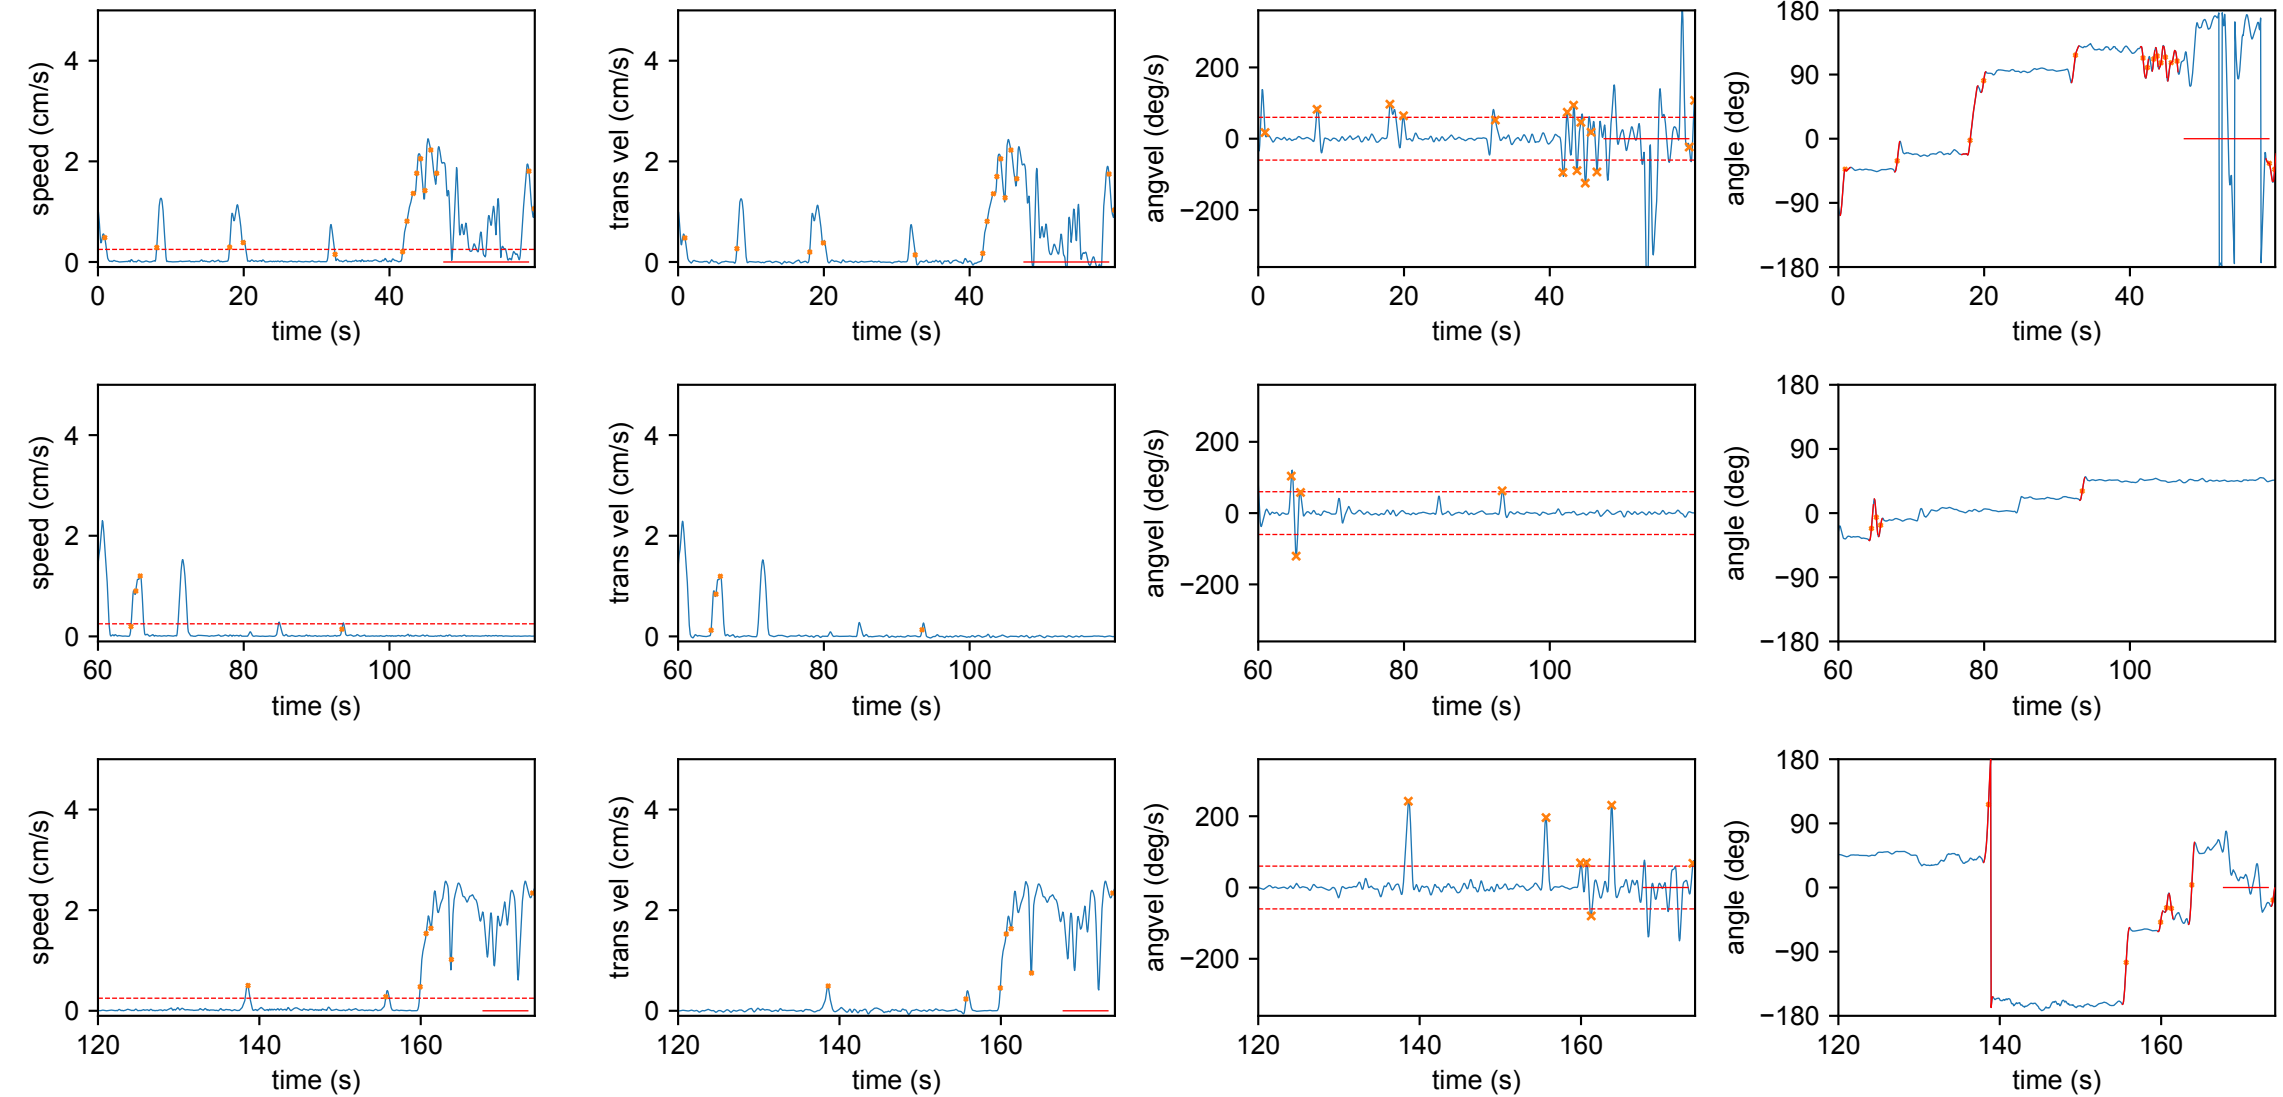 speed (cm/s)
4
2
0
0 20 40
time (s)
trans vel (cm/s)
4
2
0
0 20 40
time (s)
angvel (deg/s)
200
0
−200
0 20 40
time (s)
angle (deg)
180
90
0
−90
−180
0 20 40
time (s)
speed (cm/s)
4
2
0
60 80 100
time (s)
trans vel (cm/s)
4
2
0
60 80 100
time (s)
angvel (deg/s)
200
0
−200
60 80 100
time (s)
angle (deg)
180
90
0
−90
−180
60 80 100
time (s)
speed (cm/s)
4
2
0
120 140 160
time (s)
trans vel (cm/s)
4
2
0
120 140 160
time (s)
angvel (deg/s)
200
0
−200
120 140 160
time (s)
angle (deg)
180
90
0
−90
−180
120 140 160
time (s)